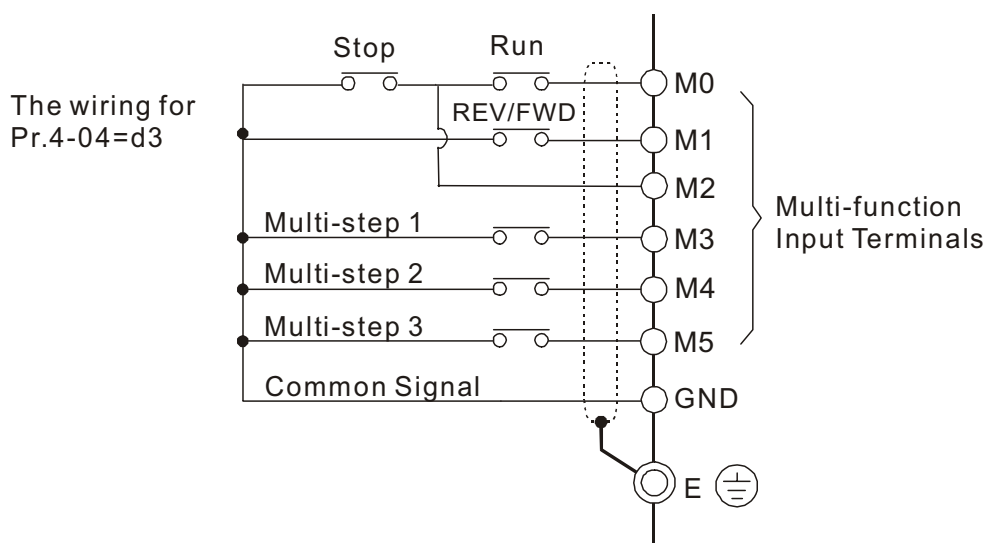 Stop
Run
M0
The wiring for
Pr.4-04=d3
REV/FWD
M1
M2
Multi-function
Input Terminals
Multi-step 1
M3
Multi-step 2
M4
Multi-step 3
M5
Common Signal
GND
E